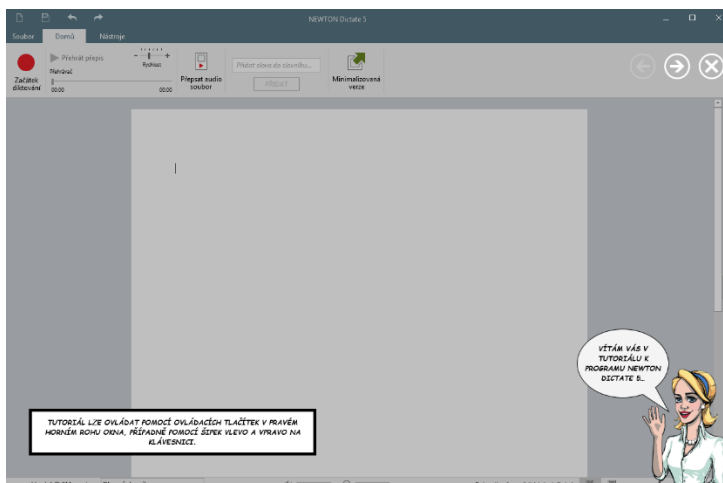 NEWTON Dictate 5
Soubor Domů Nástroje
Přehrát přepis
Přehrávač
Rychlost
00:00 00:00
Začátek
diktování
Přepsat audio
soubor
Přidat slovo do slovníku...
PŘIDAT
Minimalizovaná
verze
VÍTÁM VÁS V
TUTORIÁLU K
PROGRAMU NEWTON
DICTATE 5...
TUTORIÁL LZE OVLÁDAT POMOCÍ OVLÁDACÍCH TLAČÍTEK V PRAVÉM
HORNÍM ROHU OKNA, PŘÍPADNĚ POMOCÍ ŠIPEK VLEVO A VPRAVO NA
KLÁVESNICI.